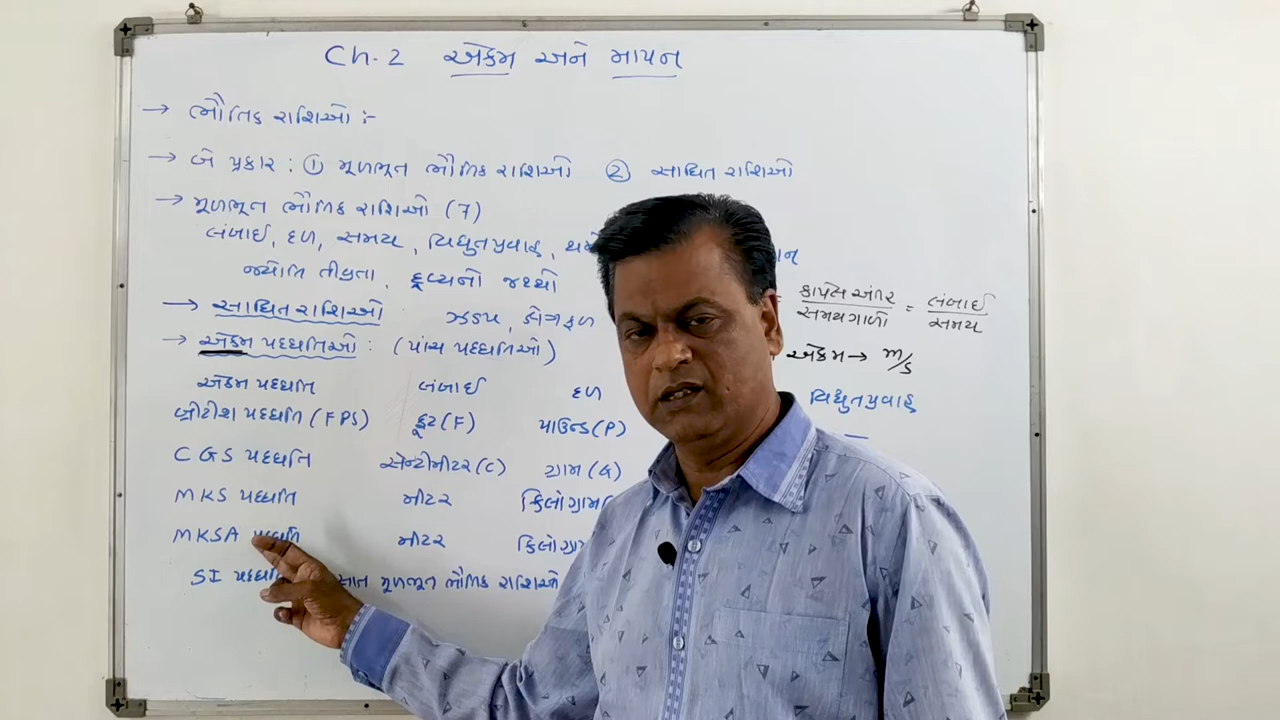 Ch-2 એકમ અને માપન
→ ભૌતિક રાશિઓ :-
→ બે પ્રકાર : ① મૂળભૂત ભૌતિક રાશિઓ ② સાધિત રાશિઓ
→ મૂળભૂત ભૌતિક રાશિઓ (7)
લંબાઈ, દળ, સમય, વિદ્યુતપ્રવાહ,
જ્યોતિ તીવ્રતા, દ્રવ્યનો જથ્થો
→ સાધિત રાશિઓ ઝડપ, ક્ષેત્રફળ
= કાપેલ અંતર / સમયગાળો = લંબાઈ / સમય
→ એકમ પદ્ધતિઓ : (પાંચ પદ્ધતિઓ)
એકમ → m/s
એકમ પદ્ધતિ લંબાઈ દળ વિદ્યુતપ્રવાહ
બ્રીટીશ પદ્ધતિ (FPS) ફૂટ (F) પાઉન્ડ (P) —
CGS પદ્ધતિ સેન્ટીમીટર (C) ગ્રામ (G)
MKS પદ્ધતિ મીટર કિલોગ્રામ
MKSA પદ્ધતિ મીટર
SI સાત મૂળભૂત ભૌતિક રાશિઓ